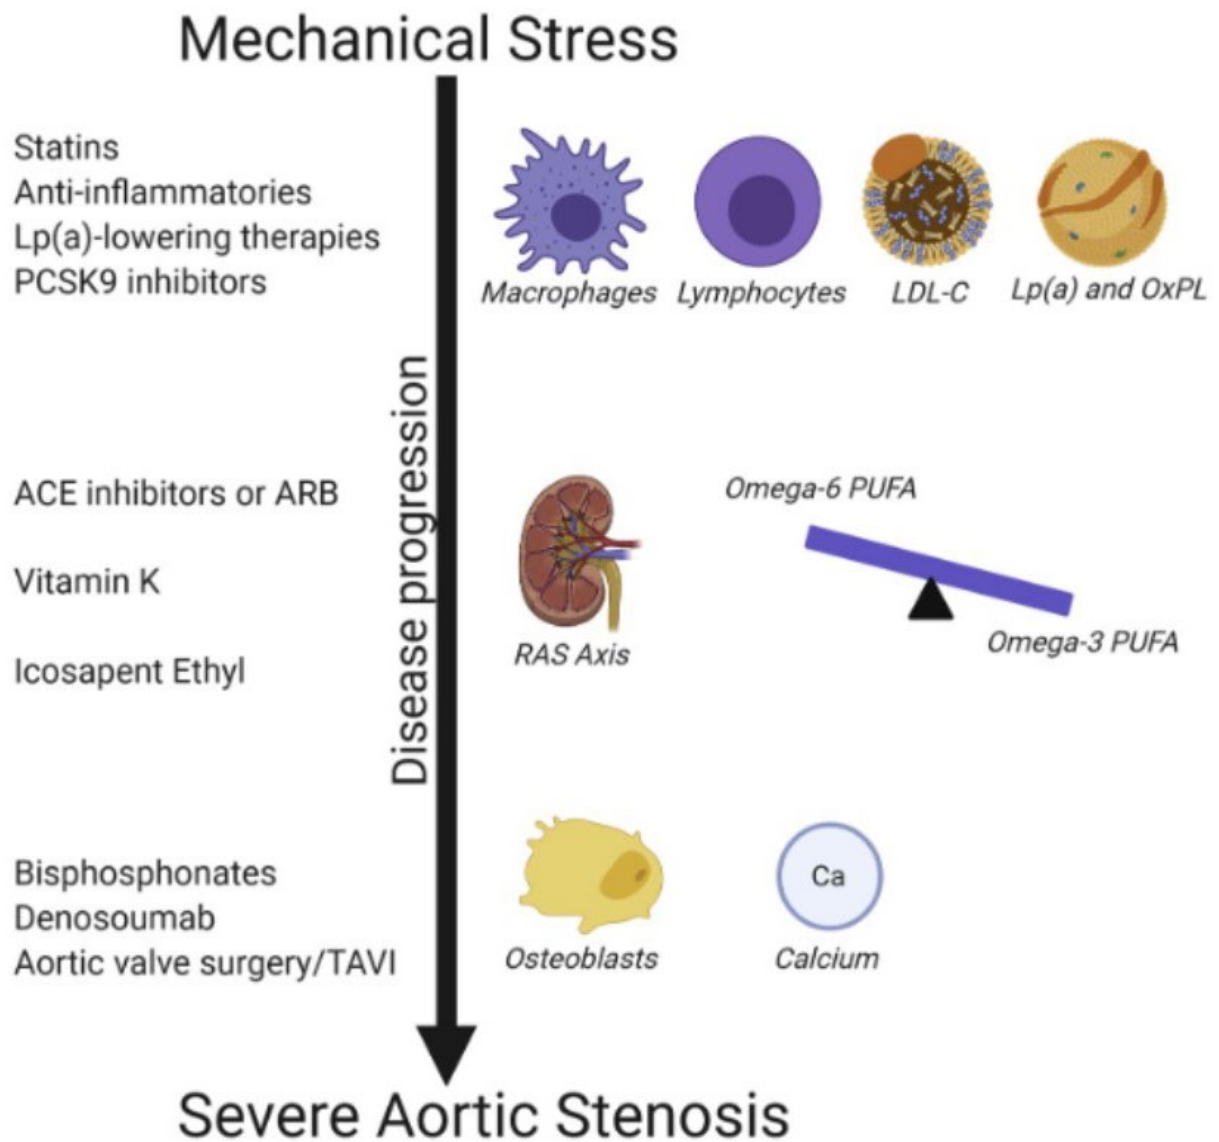 Mechanical Stress
Statins
Anti-inflammatories
Lp(a)-lowering therapies
PCSK9 inhibitors
Macrophages
Lymphocytes
LDL-C
Lp(a) and OxPL
Disease progression
ACE inhibitors or ARB
Vitamin K
Icosapent Ethyl
RAS Axis
Omega-6 PUFA
Omega-3 PUFA
Bisphosphonates
Denosoumab
Aortic valve surgery/TAVI
Osteoblasts
Ca
Calcium
Severe Aortic Stenosis